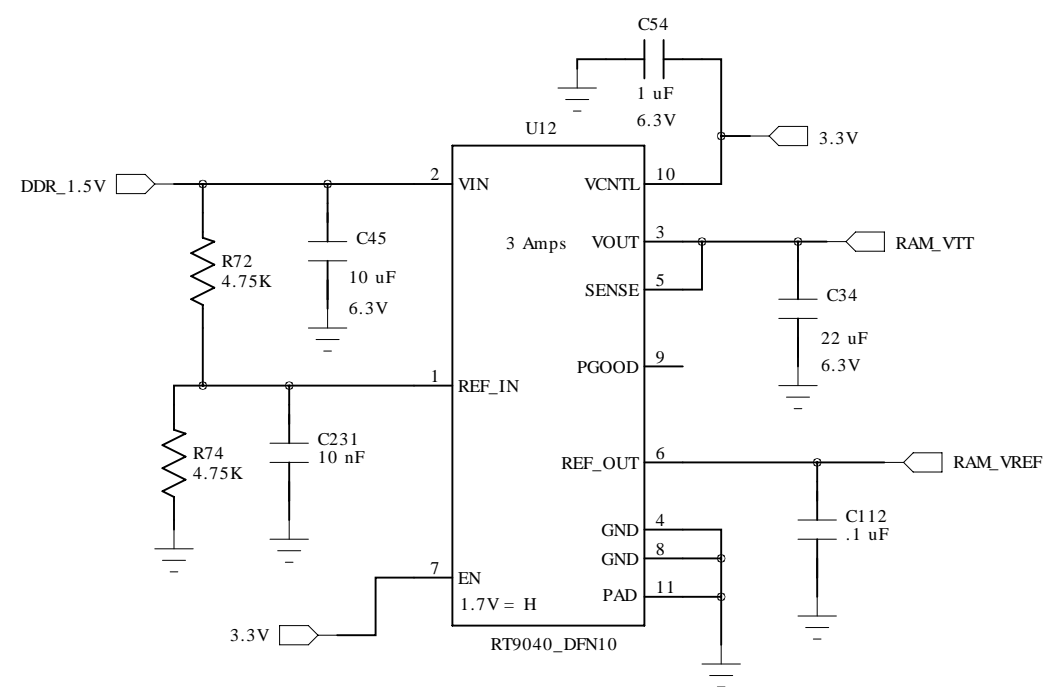 C54
1 uF
6.3V
U12
3.3V
DDR_1.5V
2
VIN
VCNTL
10
C45
3 Amps
VOUT
3
RAM_VTT
R72
4.75K
10 uF
SENSE
5
6.3V
C34
22 uF
6.3V
PGOOD
9
1
REF_IN
R74
4.75K
C231
10 nF
REF_OUT
6
RAM_VREF
C112
.1 uF
GND
4
GND
8
7
EN
PAD
11
1.7V = H
3.3V
RT9040_DFN10